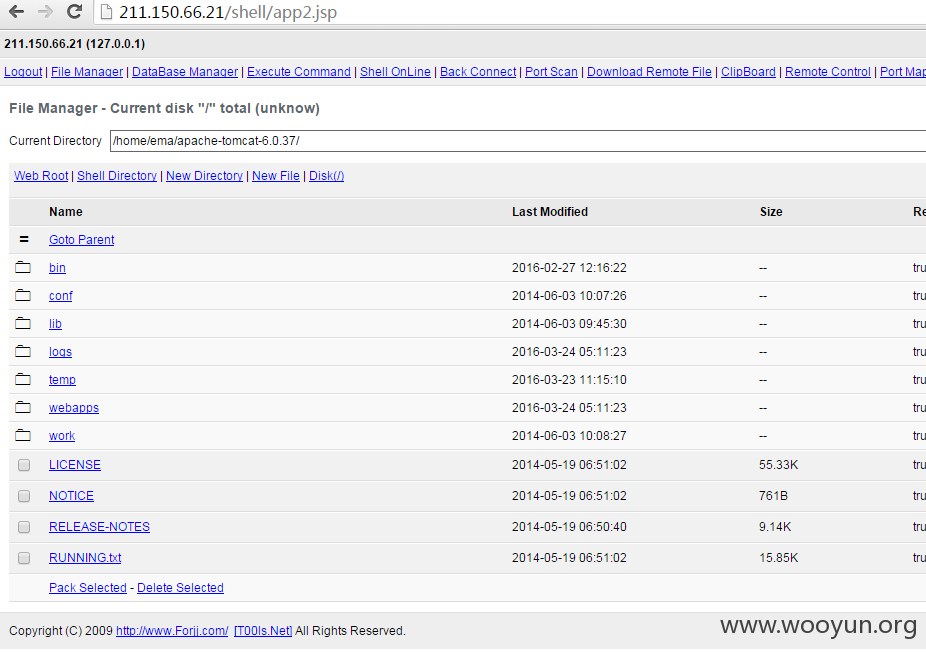 211.150.66.21/shell/app2.jsp
211.150.66.21 (127.0.0.1)
Logout | File Manager | DataBase Manager | Execute Command | Shell OnLine | Back Connect | Port Scan | Download Remote File | ClipBoard | Remote Control | Port Map
File Manager - Current disk "/" total (unknow)
Current Directory /home/ema/apache-tomcat-6.0.37/
Web Root | Shell Directory | New Directory | New File | Disk(/)
Name Last Modified Size Re
= Goto Parent
bin 2016-02-27 12:16:22 -- tru
conf 2014-06-03 10:07:26 -- tru
lib 2014-06-03 09:45:30 -- tru
logs 2016-03-24 05:11:23 -- tru
temp 2016-03-23 11:15:10 -- tru
webapps 2016-03-24 05:11:23 -- tru
work 2014-06-03 10:08:27 -- tru
LICENSE 2014-05-19 06:51:02 55.33K tru
NOTICE 2014-05-19 06:51:02 761B tru
RELEASE-NOTES 2014-05-19 06:50:40 9.14K tru
RUNNING.txt 2014-05-19 06:51:02 15.85K tru
Pack Selected - Delete Selected
Copyright (C) 2009 http://www.Forjj.com/ [T00ls.Net] All Rights Reserved.
www.wooyun.org